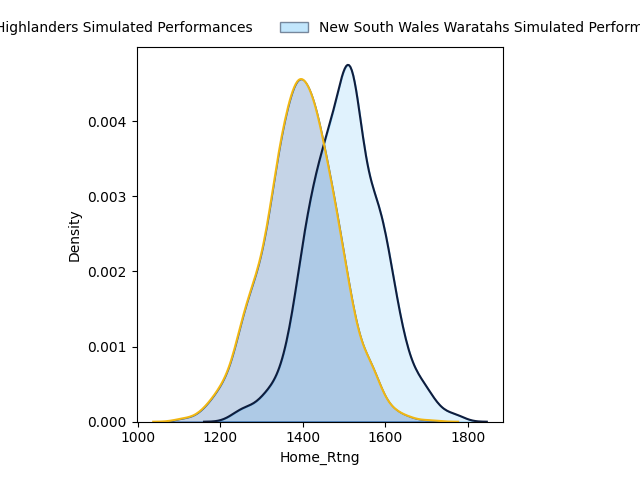 Highlanders Simulated Performances New South Wales Waratahs Simulated Perform
0.004
0.003
0.002
0.001
0.000
Density
1000 1200 1400 1600 1800
Home_Rtng